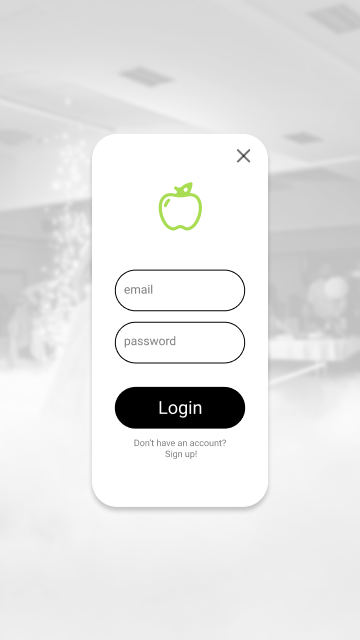 email
password
Login
Don't have an account?
Sign up!